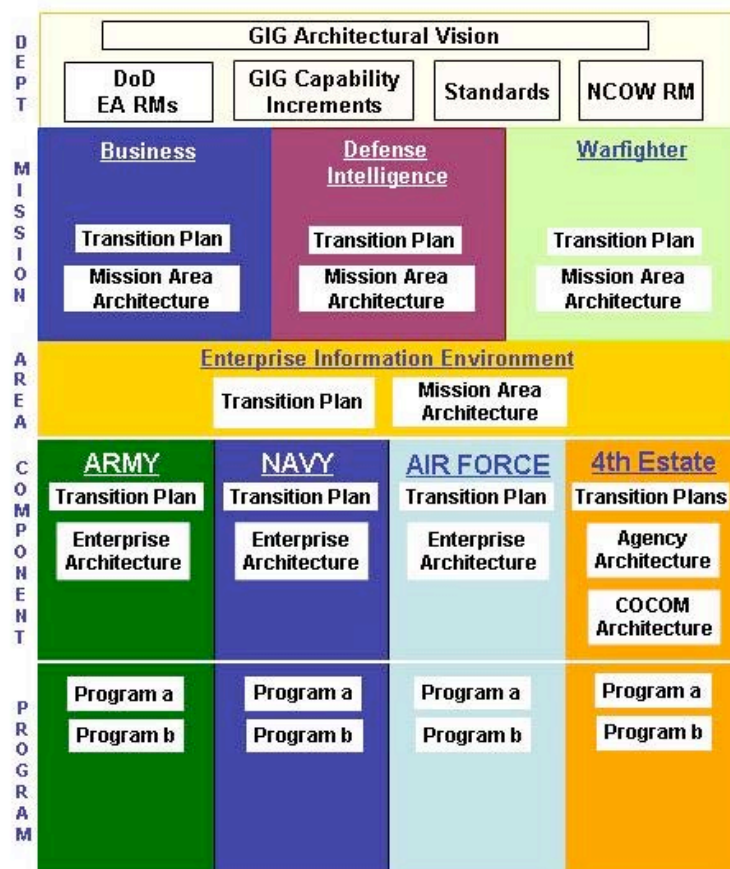 DEPT
GIG Architectural Vision
DoD
EA RMs
GIG Capability
Increments
Standards
NCOW RM
MISSION
Business
Defense
Intelligence
Warfighter
Transition Plan
Transition Plan
Transition Plan
Mission Area
Architecture
Mission Area
Architecture
Mission Area
Architecture
AREA
Enterprise Information Environment
Transition Plan
Mission Area
Architecture
COMPONENT
ARMY
NAVY
AIR FORCE
4th Estate
Transition Plan
Transition Plan
Transition Plan
Transition Plans
Enterprise
Architecture
Enterprise
Architecture
Enterprise
Architecture
Agency
Architecture
COCOM
Architecture
PROGRAM
Program a
Program a
Program a
Program a
Program b
Program b
Program b
Program b